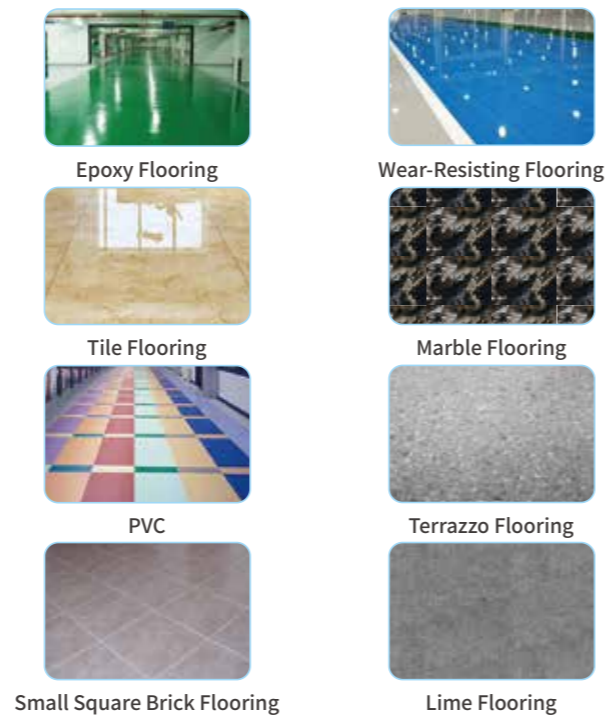 Epoxy Flooring
Wear-Resisting Flooring
Tile Flooring
Marble Flooring
PVC
Terrazzo Flooring
Small Square Brick Flooring
Lime Flooring